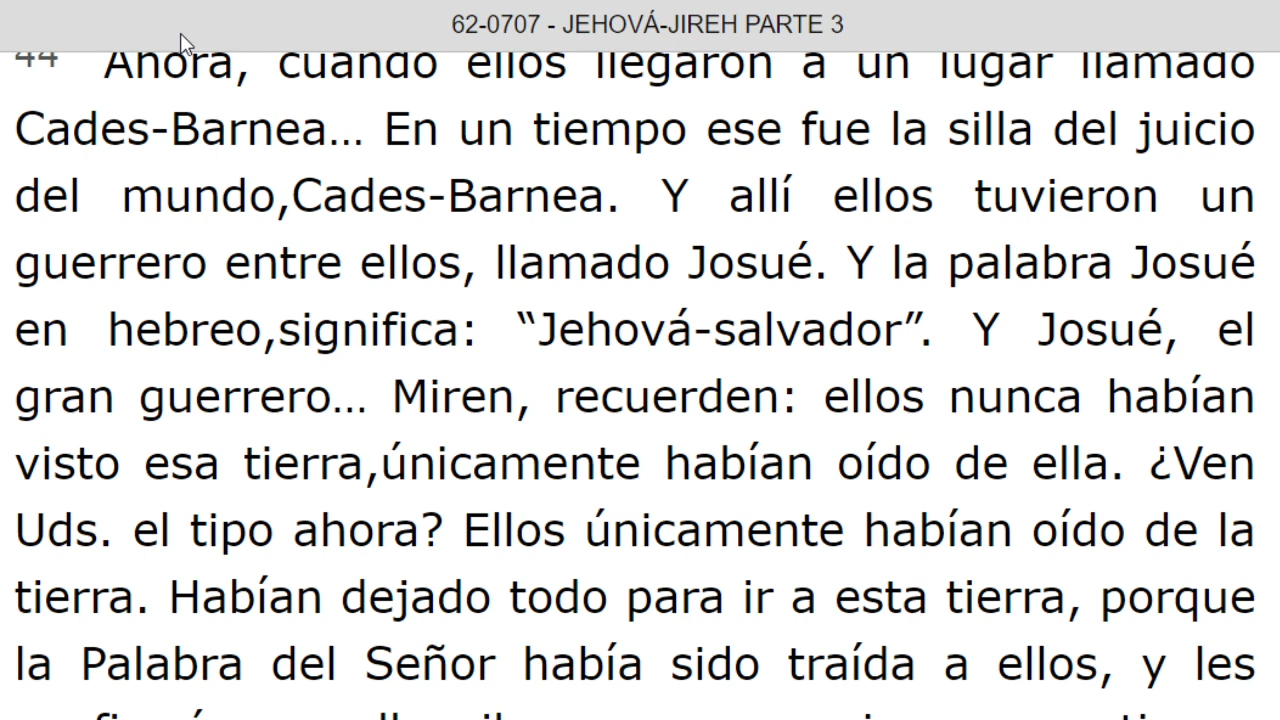 62-0707 - JEHOVÁ-JIREH PARTE 3
44 Ahora, cuando ellos llegaron a un lugar llamado
Cades-Barnea… En un tiempo ese fue la silla del juicio
del mundo,Cades-Barnea. Y allí ellos tuvieron un
guerrero entre ellos, llamado Josué. Y la palabra Josué
en hebreo,significa: “Jehová-salvador”. Y Josué, el
gran guerrero… Miren, recuerden: ellos nunca habían
visto esa tierra,únicamente habían oído de ella. ¿Ven
Uds. el tipo ahora? Ellos únicamente habían oído de la
tierra. Habían dejado todo para ir a esta tierra, porque
la Palabra del Señor había sido traída a ellos, y les